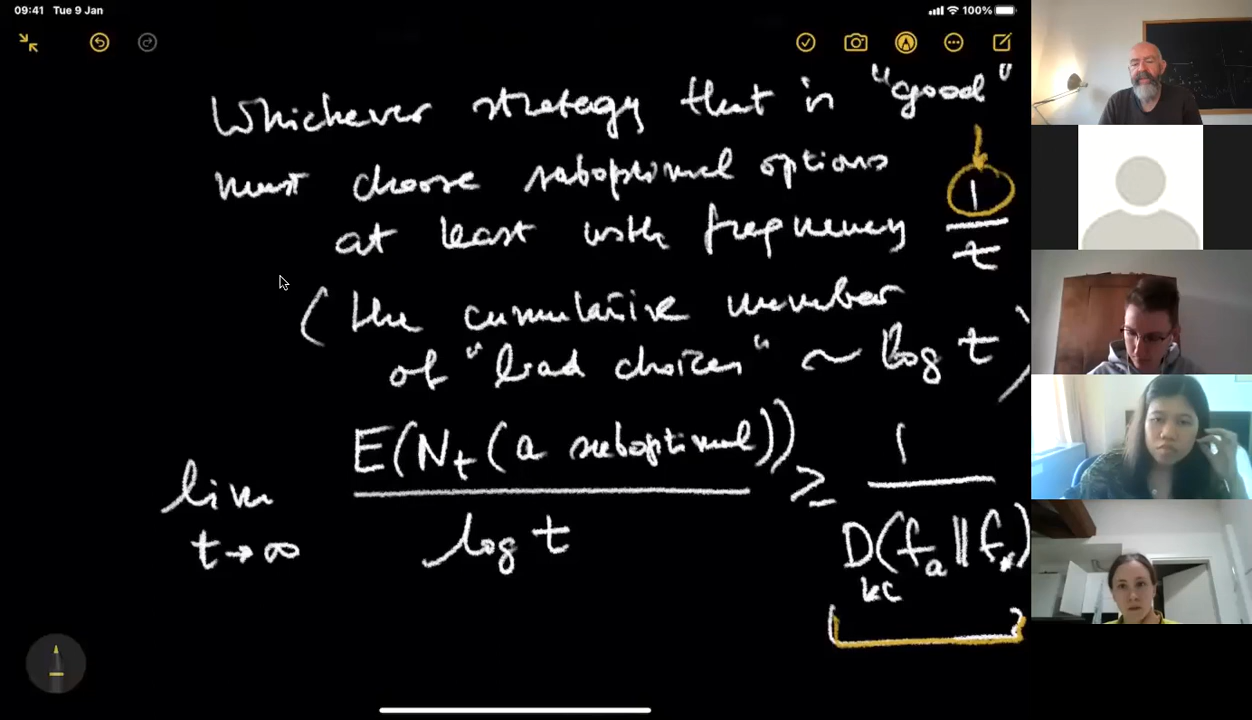 09:41 Tue 9 Jan
100%
Whichever strategy that is "good"
must choose suboptimal options
at least with frequency 1/t
(the cumulative number
of "bad choices" ~ log t)
lim t→∞ E(N_t(a suboptimal)) / log t ≥ 1 / D_KL(f_a || f_*)